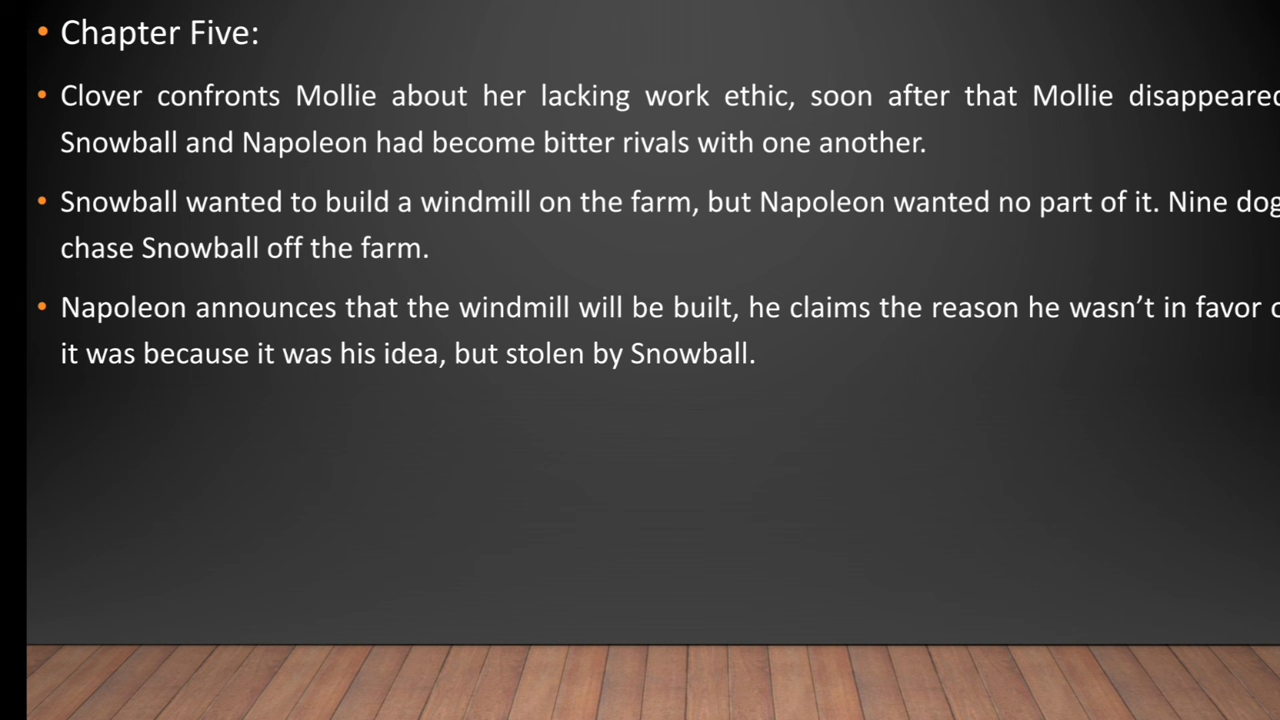 • Chapter Five:
• Clover confronts Mollie about her lacking work ethic, soon after that Mollie disappeared
Snowball and Napoleon had become bitter rivals with one another.
• Snowball wanted to build a windmill on the farm, but Napoleon wanted no part of it. Nine dog
chase Snowball off the farm.
• Napoleon announces that the windmill will be built, he claims the reason he wasn’t in favor
it was because it was his idea, but stolen by Snowball.